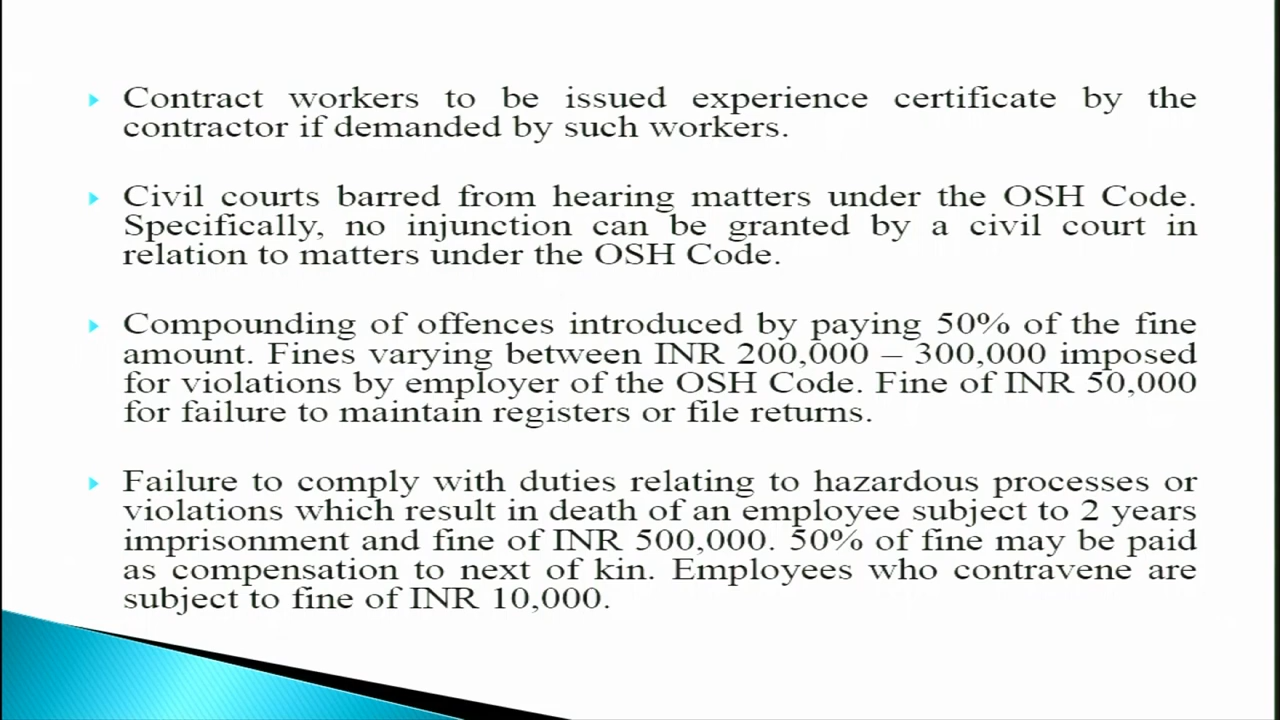 Contract workers to be issued experience certificate by the
contractor if demanded by such workers.
Civil courts barred from hearing matters under the OSH Code.
Specifically, no injunction can be granted by a civil court in
relation to matters under the OSH Code.
Compounding of offences introduced by paying 50% of the fine
amount. Fines varying between INR 200,000 – 300,000 imposed
for violations by employer of the OSH Code. Fine of INR 50,000
for failure to maintain registers or file returns.
Failure to comply with duties relating to hazardous processes or
violations which result in death of an employee subject to 2 years
imprisonment and fine of INR 500,000. 50% of fine may be paid
as compensation to next of kin. Employees who contravene are
subject to fine of INR 10,000.